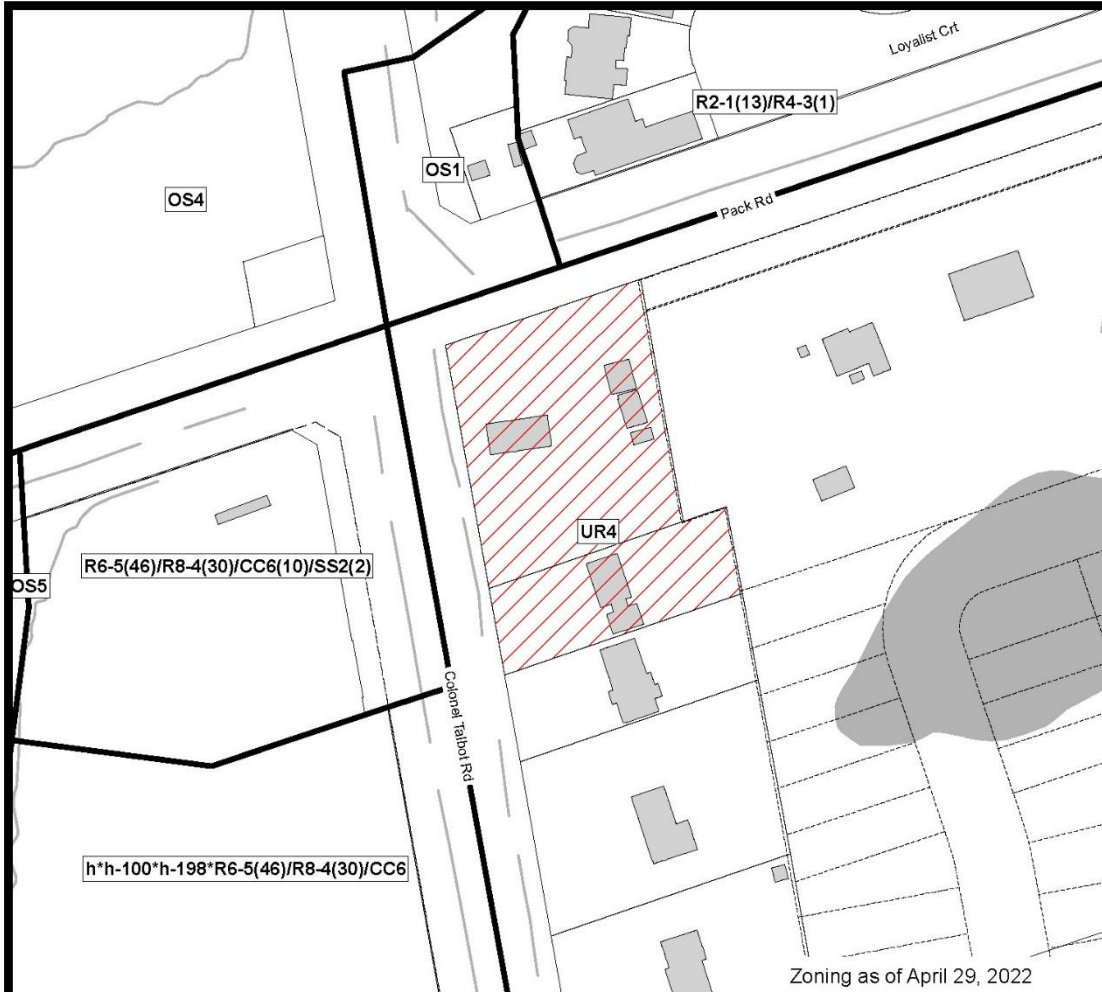 Loyalist Crt
R2-1(13)/R4-3(1)
OS1
OS4
Pack Rd
UR4
R6-5(46)/R8-4(30)/CC6(10)/SS2(2)
OS5
Colonel Talbot Rd
h*h-100*h-198*R6-5(46)/R8-4(30)/CC6
Zoning as of April 29, 2022